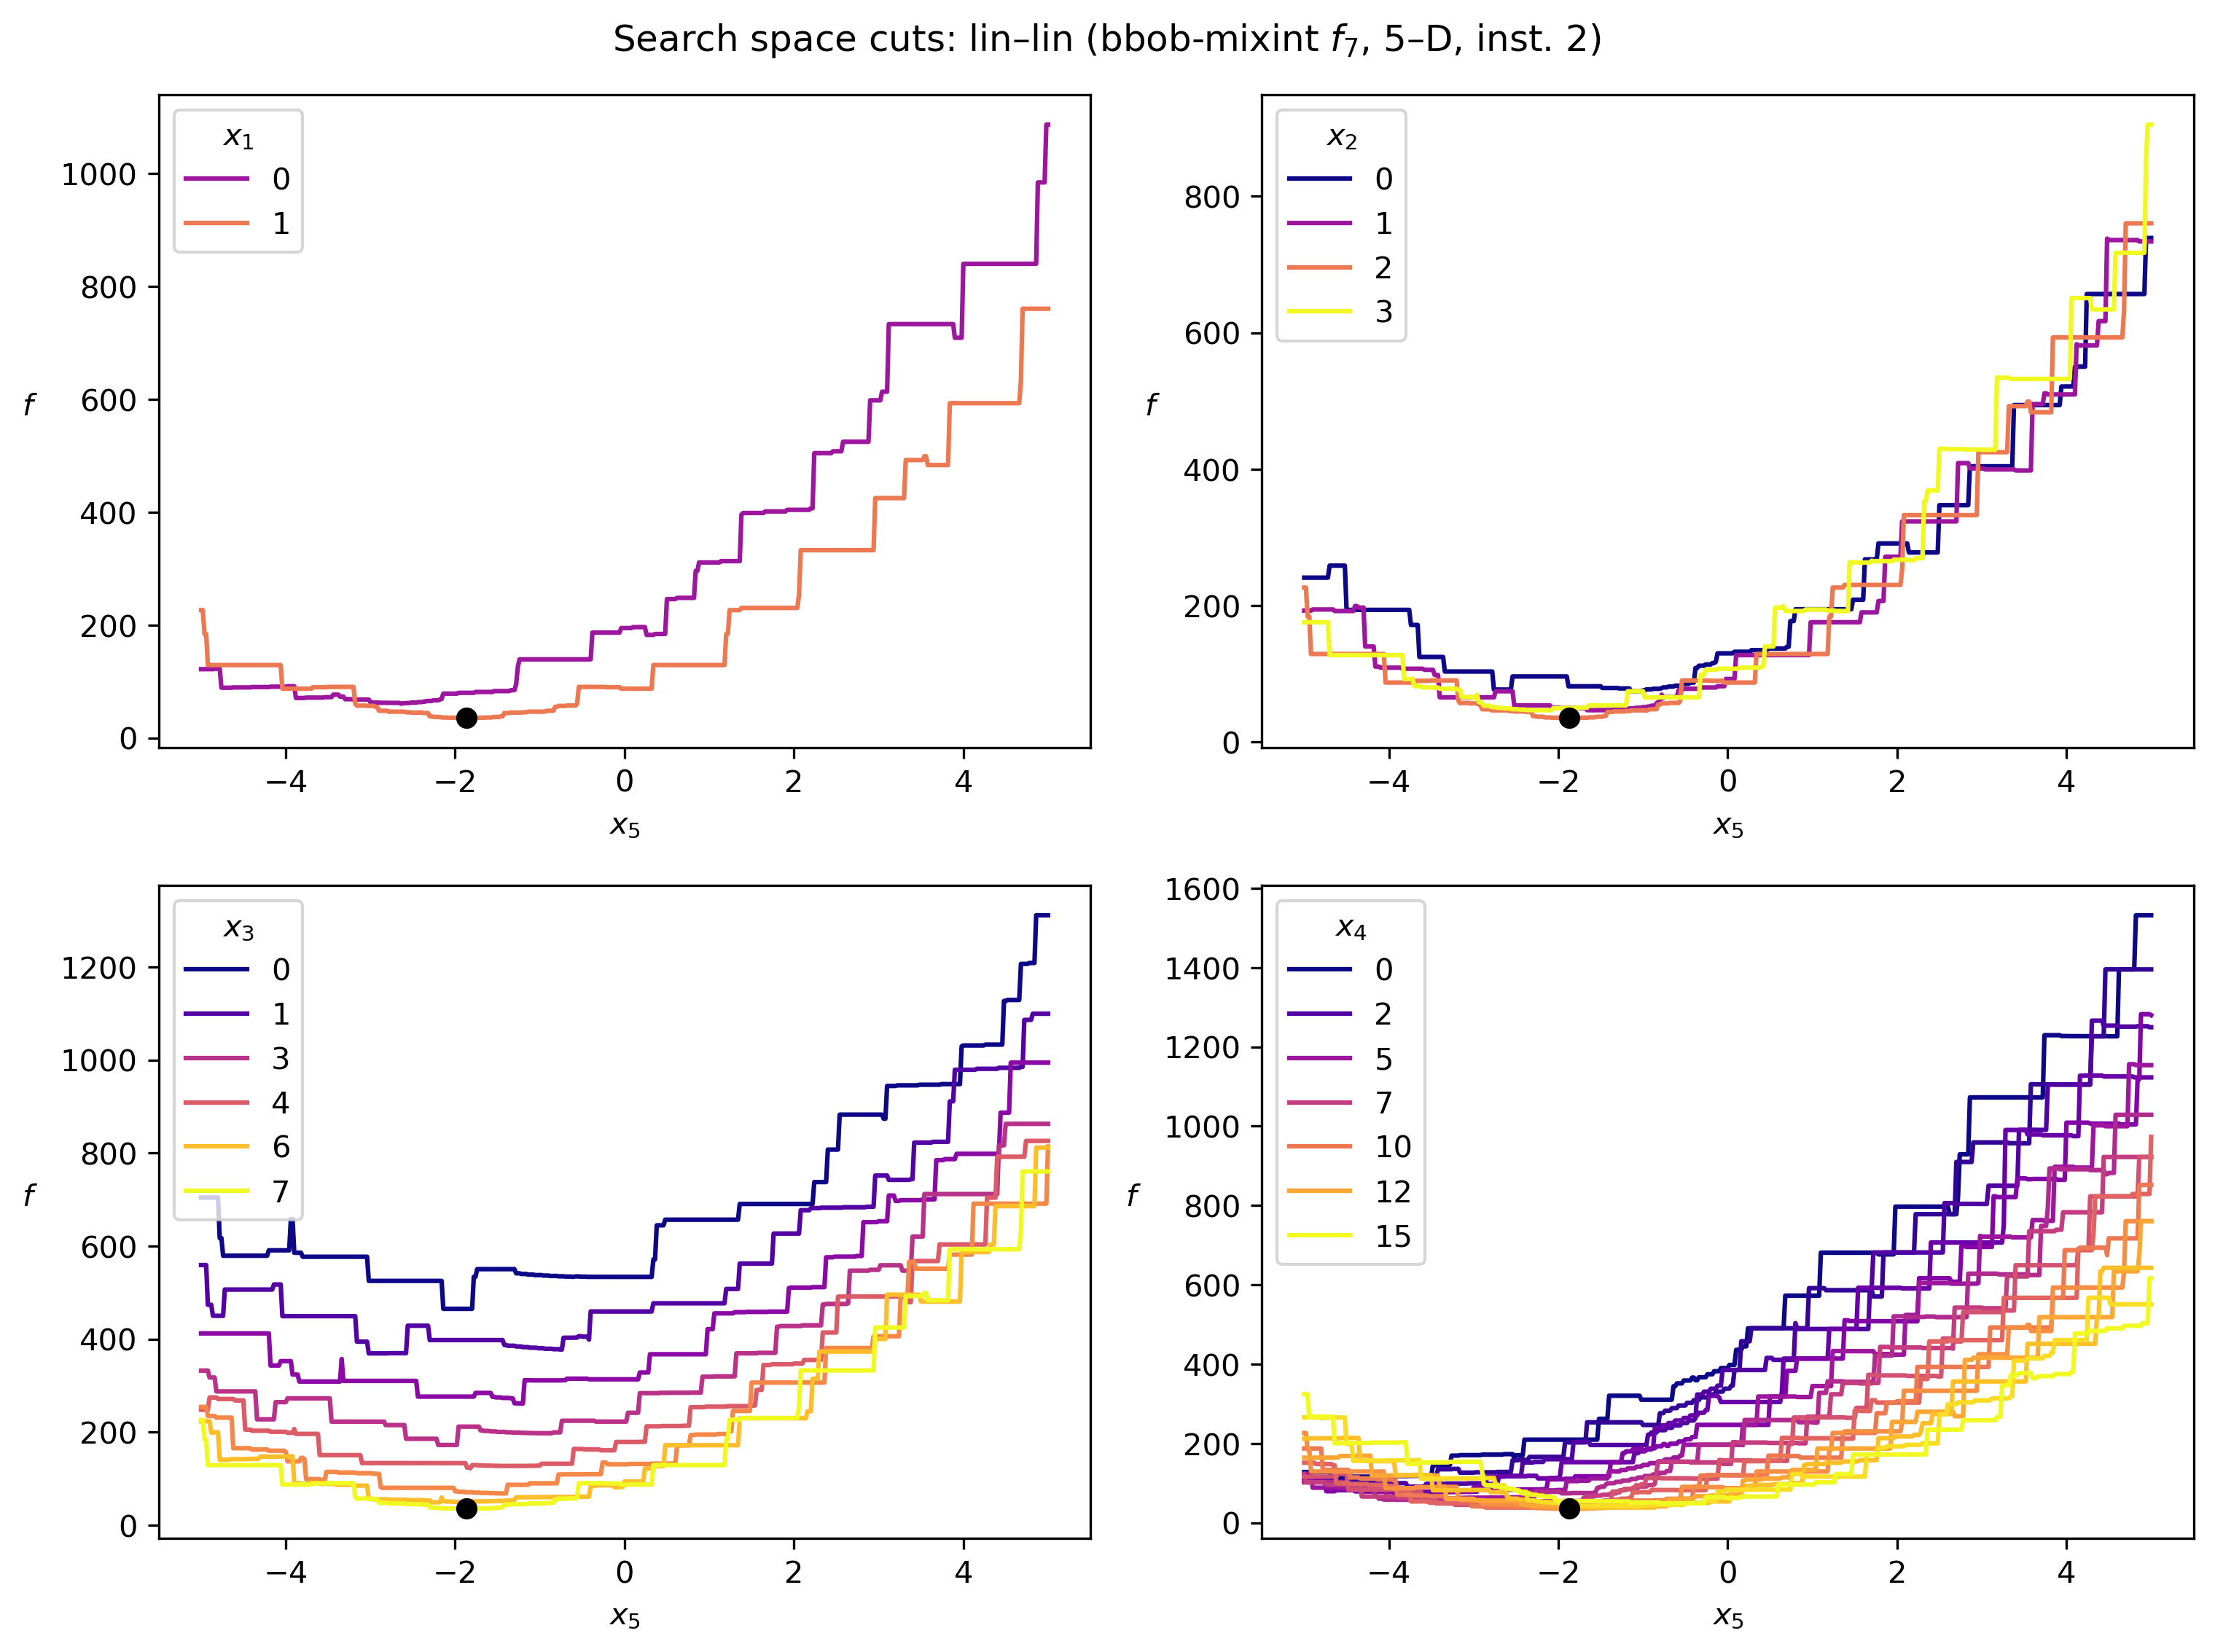 Search space cuts: lin–lin (bbob-mixint f₇, 5–D, inst. 2)
x₁
0
1
1000
800
600
400
200
0
f
−4 −2 0 2 4
x₅
x₂
0
1
2
3
800
600
400
200
0
f
−4 −2 0 2 4
x₅
x₃
0
1
3
4
6
7
1200
1000
800
600
400
200
0
f
−4 −2 0 2 4
x₅
x₄
0
2
5
7
10
12
15
1600
1400
1200
1000
800
600
400
200
0
f
−4 −2 0 2 4
x₅